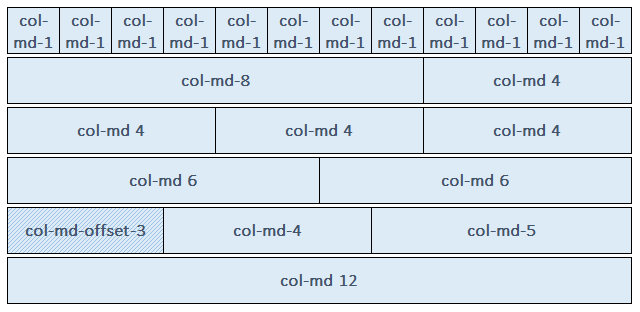 col- col- col- col- col- col- col- col- col- col- col- col-
md-1 md-1 md-1 md-1 md-1 md-1 md-1 md-1 md-1 md-1 md-1 md-1
col-md-8 col-md 4
col-md 4 col-md 4 col-md 4
col-md 6 col-md 6
col-md-offset-3 col-md-4 col-md-5
col-md 12